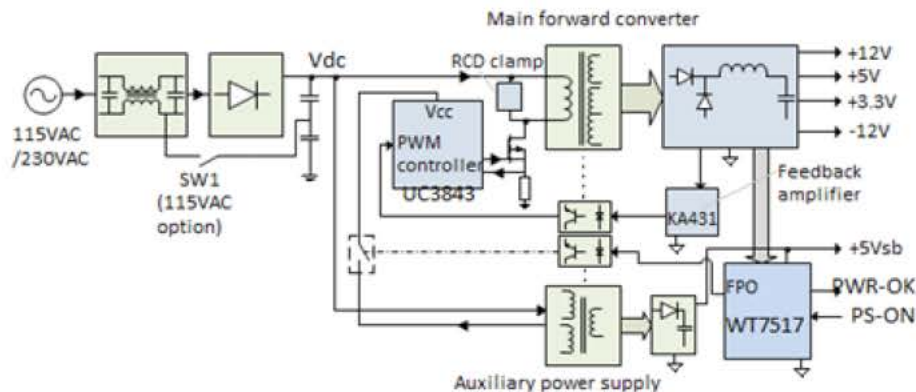 Main forward converter
Vdc
RCD clamp
+12V
+5V
+3.3V
-12V
115VAC
/230VAC
SW1
(115VAC
option)
Vcc
PWM
controller
UC3843
Feedback
amplifier
KA431
+5Vsb
FPO
PWR-OK
PS-ON
WT7517
Auxiliary power supply